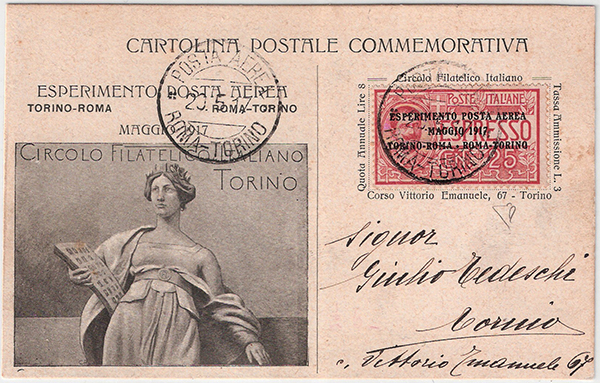 CARTOLINA POSTALE COMMEMORATIVA
ESPERIMENTO POSTA AEREA
TORINO-ROMA ROMA-TORINO
MAGGIO 1917
CIRCOLO FILATELICO ITALIANO
TORINO
POSTA AEREA
ROMA-TORINO
Circolo Filatelico Italiano
Quota Annuale Lire 8
Tassa Ammissione L. 3
POSTE ITALIANE
ESPERIMENTO POSTA AEREA
MAGGIO 1917
TORINO-ROMA - ROMA-TORINO
ESPRESSO
CENT. 25
Corso Vittorio Emanuele, 67 - Torino
Signor
Giulio Tedeschi
Torino
c. Vittorio Emanuele 67